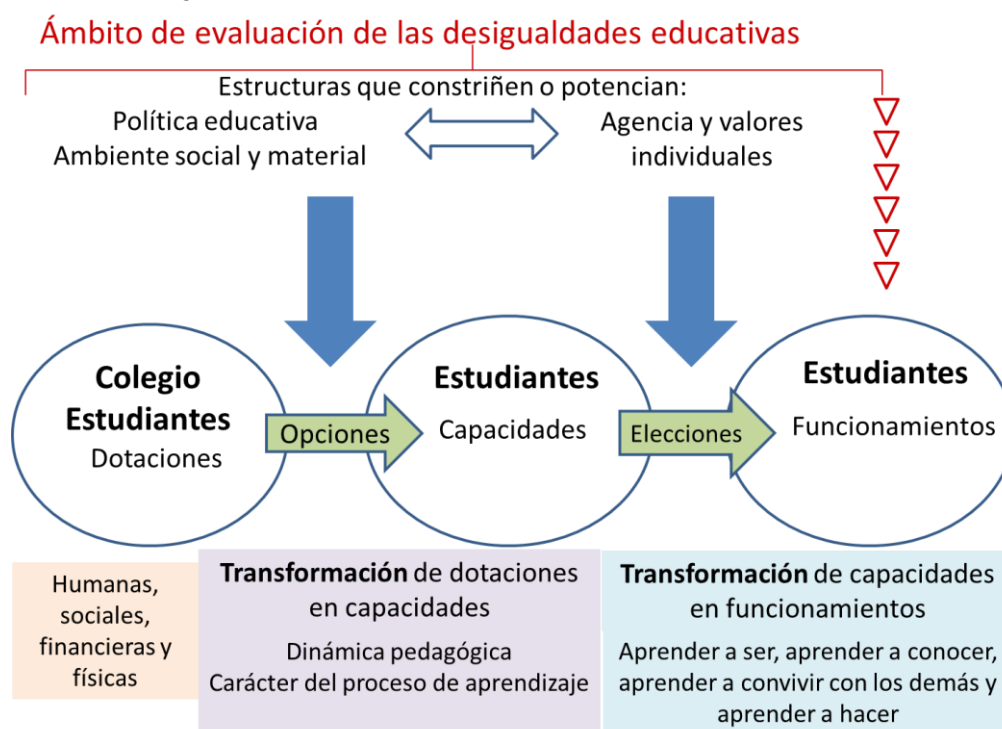 Ámbito de evaluación de las desigualdades educativas
Estructuras que constriñen o potencian:
Política educativa
Ambiente social y material
Agencia y valores
individuales
Colegio
Estudiantes
Dotaciones
Opciones
Estudiantes
Capacidades
Elecciones
Estudiantes
Funcionamientos
Humanas,
sociales,
financieras y
físicas
Transformación de dotaciones
en capacidades
Dinámica pedagógica
Carácter del proceso de aprendizaje
Transformación de capacidades
en funcionamientos
Aprender a ser, aprender a conocer,
aprender a convivir con los demás y
aprender a hacer